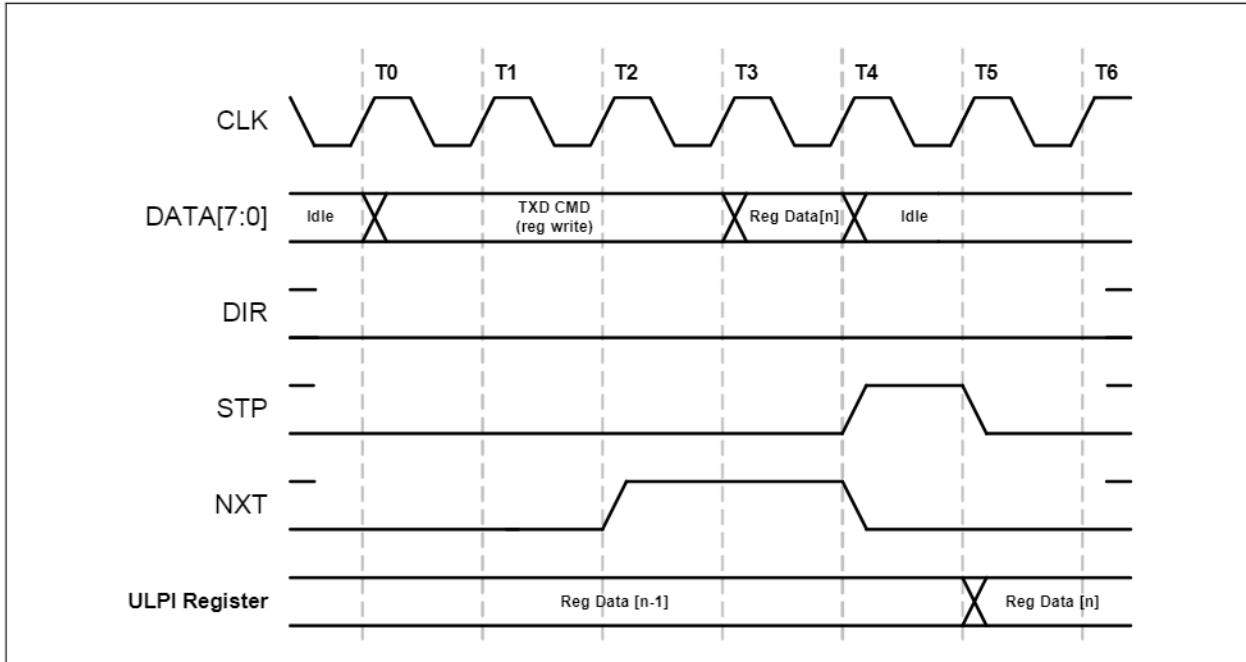 T0 T1 T2 T3 T4 T5 T6
CLK
DATA[7:0] Idle TXD CMD Reg Data[n] Idle
(reg write)
DIR
STP
NXT
ULPI Register Reg Data [n-1] Reg Data [n]